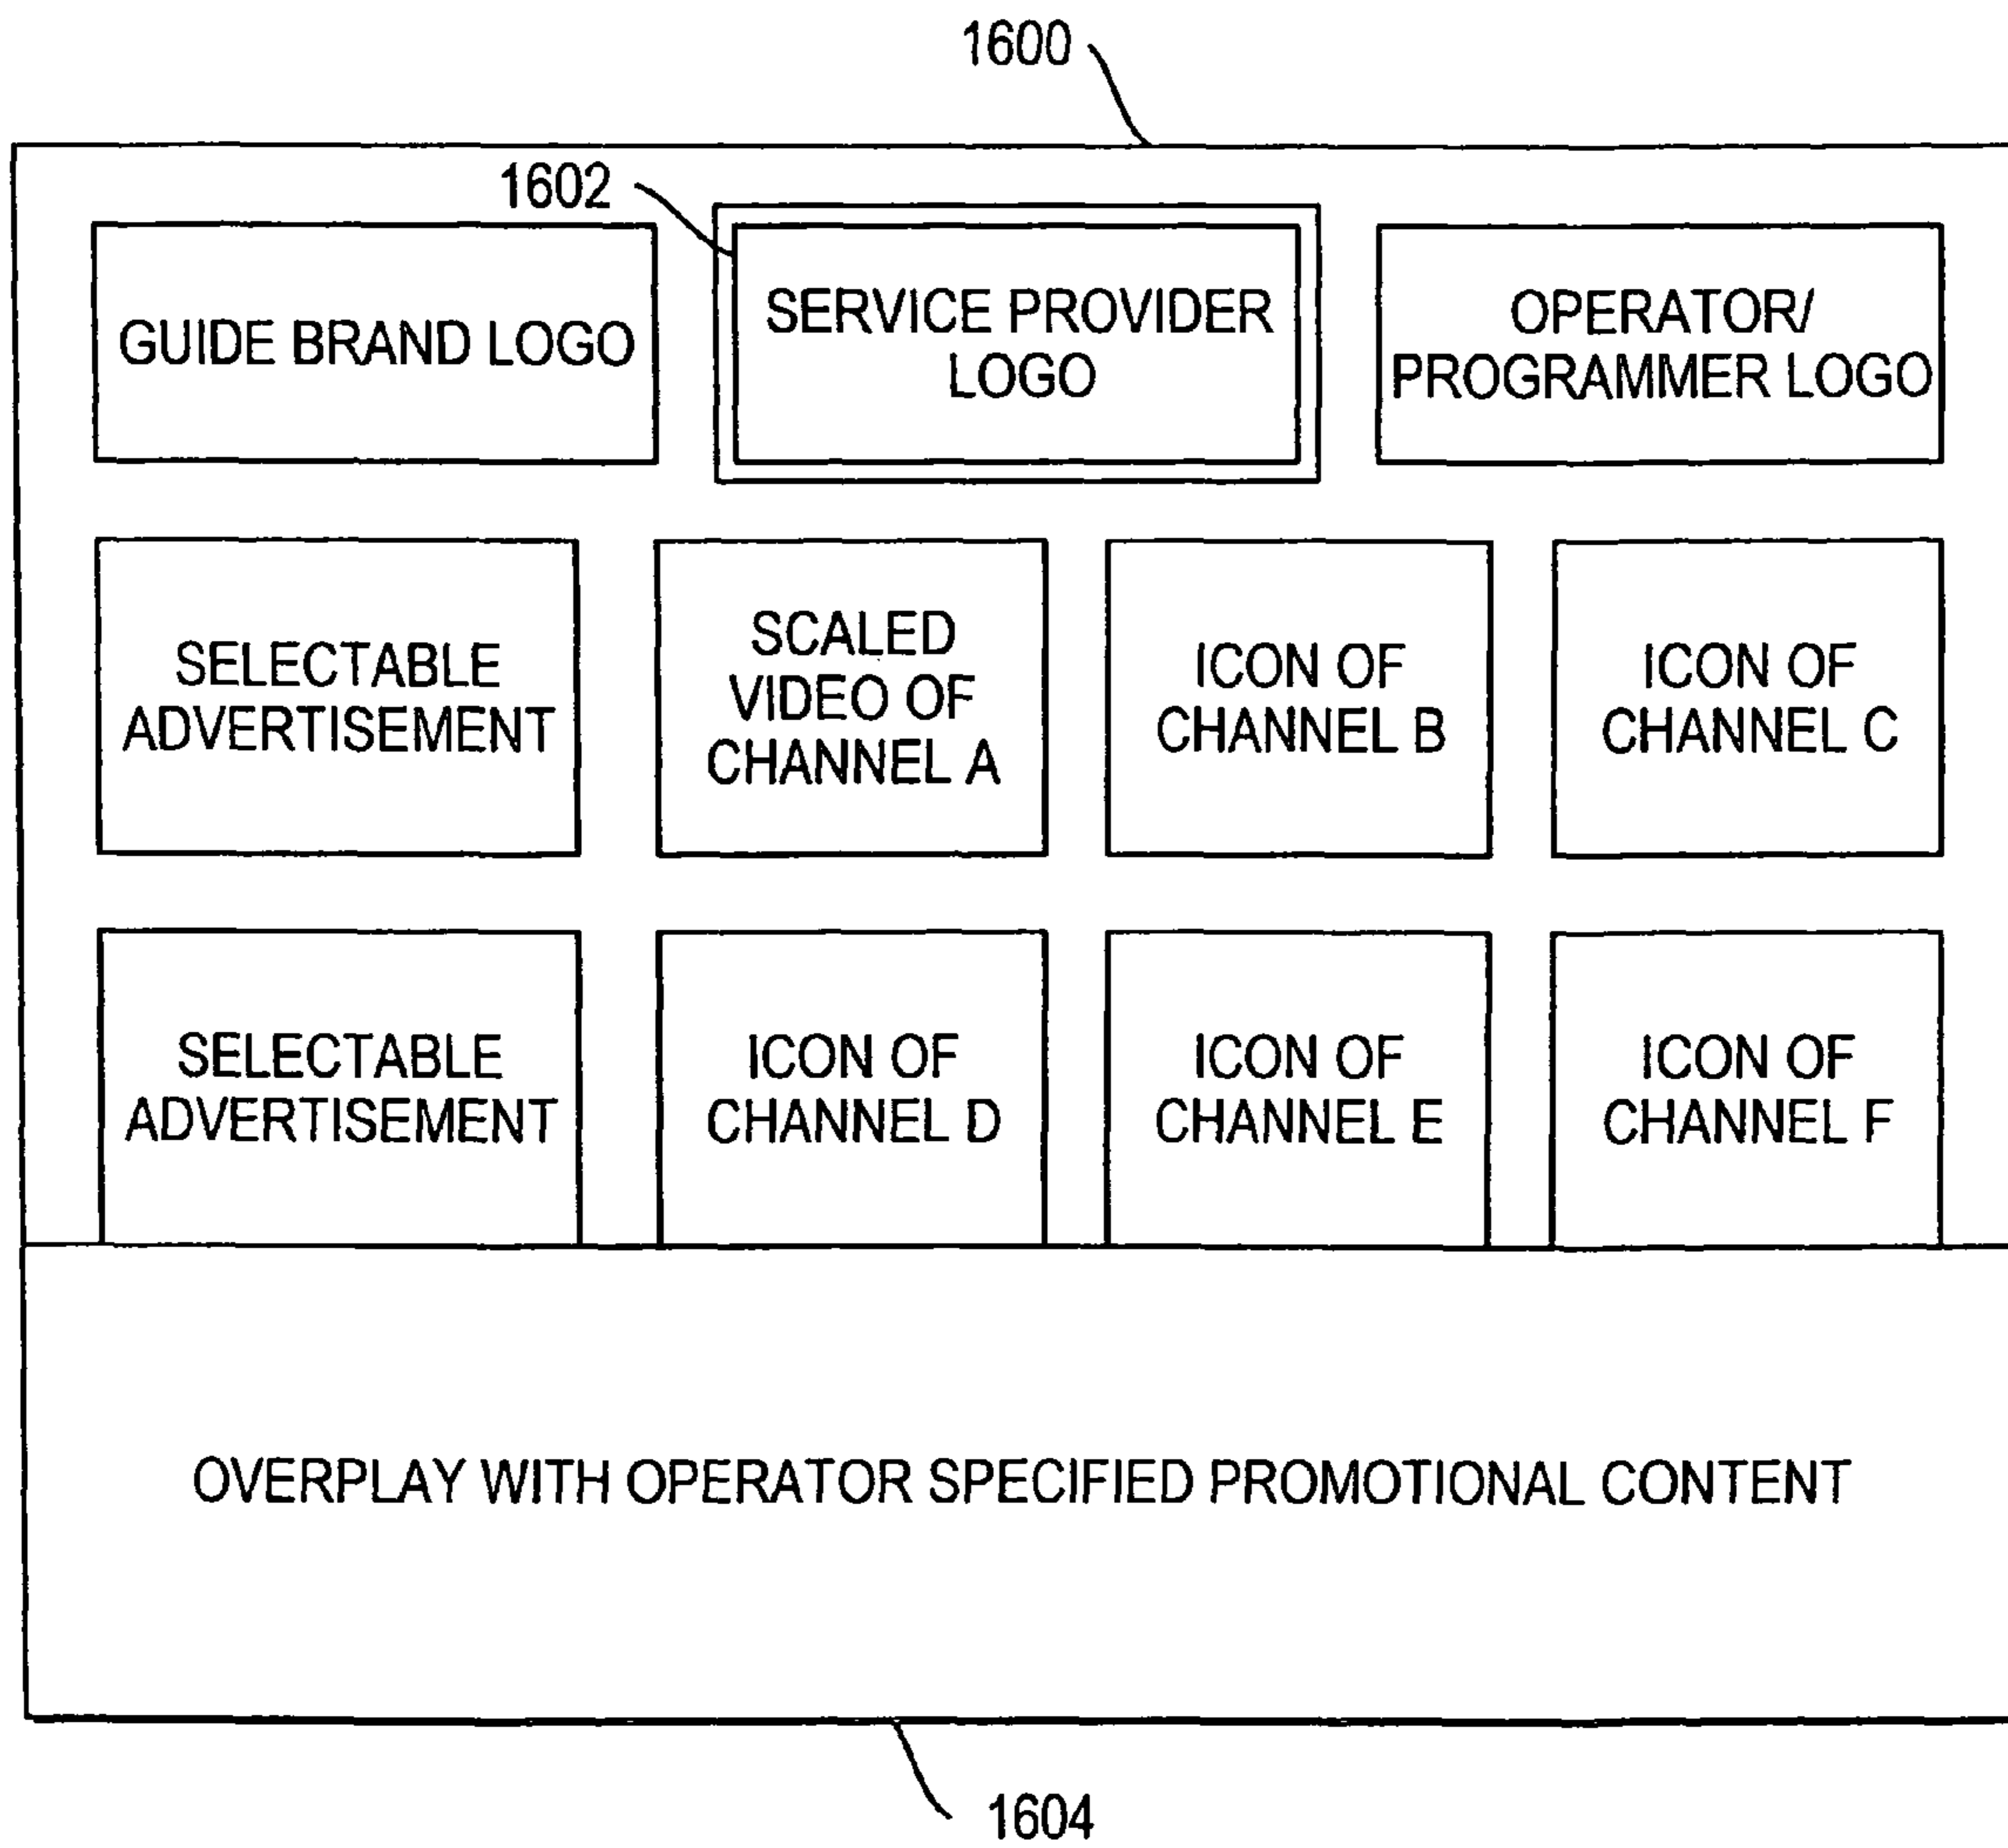 1600
1602
GUIDE BRAND LOGO
SERVICE PROVIDER
LOGO
OPERATOR/
PROGRAMMER LOGO
SELECTABLE
ADVERTISEMENT
SCALED
VIDEO OF
CHANNEL A
ICON OF
CHANNEL B
ICON OF
CHANNEL C
SELECTABLE
ADVERTISEMENT
ICON OF
CHANNEL D
ICON OF
CHANNEL E
ICON OF
CHANNEL F
OVERPLAY WITH OPERATOR SPECIFIED PROMOTIONAL CONTENT
1604